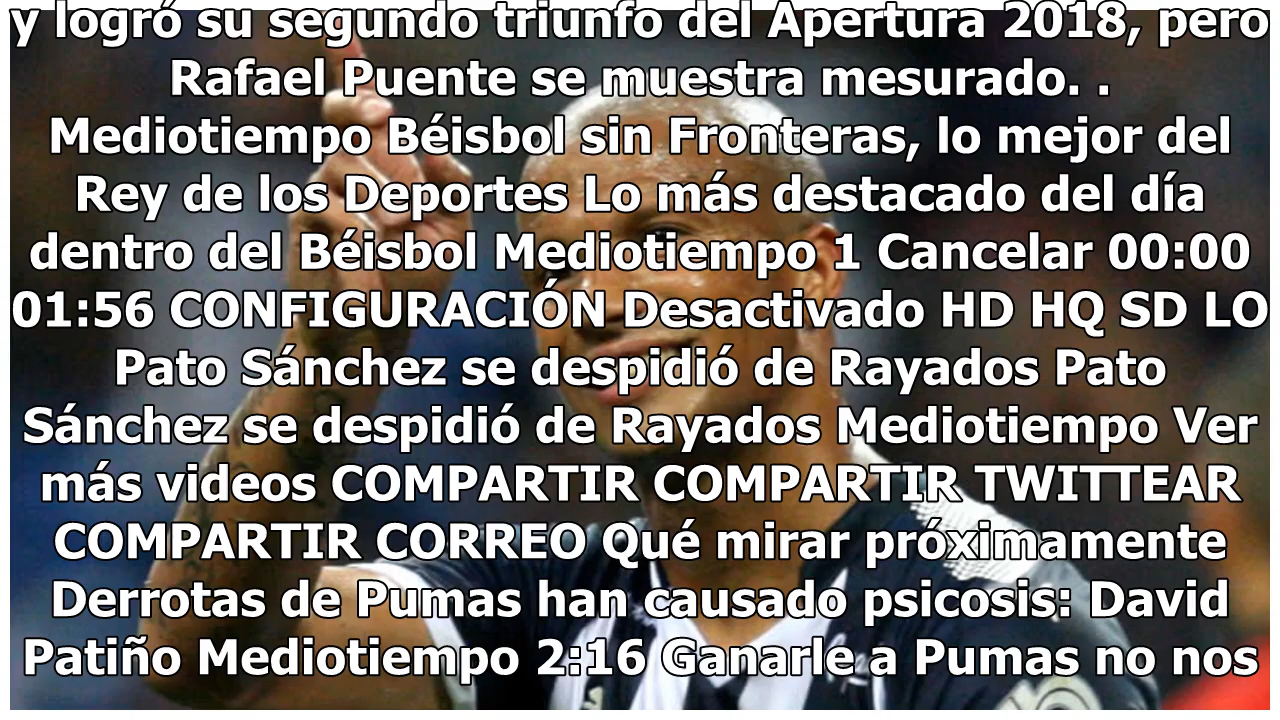 y logró su segundo triunfo del Apertura 2018, pero
Rafael Puente se muestra mesurado. .
Mediotiempo Béisbol sin Fronteras, lo mejor del
Rey de los Deportes Lo más destacado del día
dentro del Béisbol Mediotiempo 1 Cancelar 00:00
01:56 CONFIGURACIÓN Desactivado HD HQ SD LO
Pato Sánchez se despidió de Rayados Pato
Sánchez se despidió de Rayados Mediotiempo Ver
más videos COMPARTIR COMPARTIR TWITTEAR
COMPARTIR CORREO Qué mirar próximamente
Derrotas de Pumas han causado psicosis: David
Patiño Mediotiempo 2:16 Ganarle a Pumas no nos